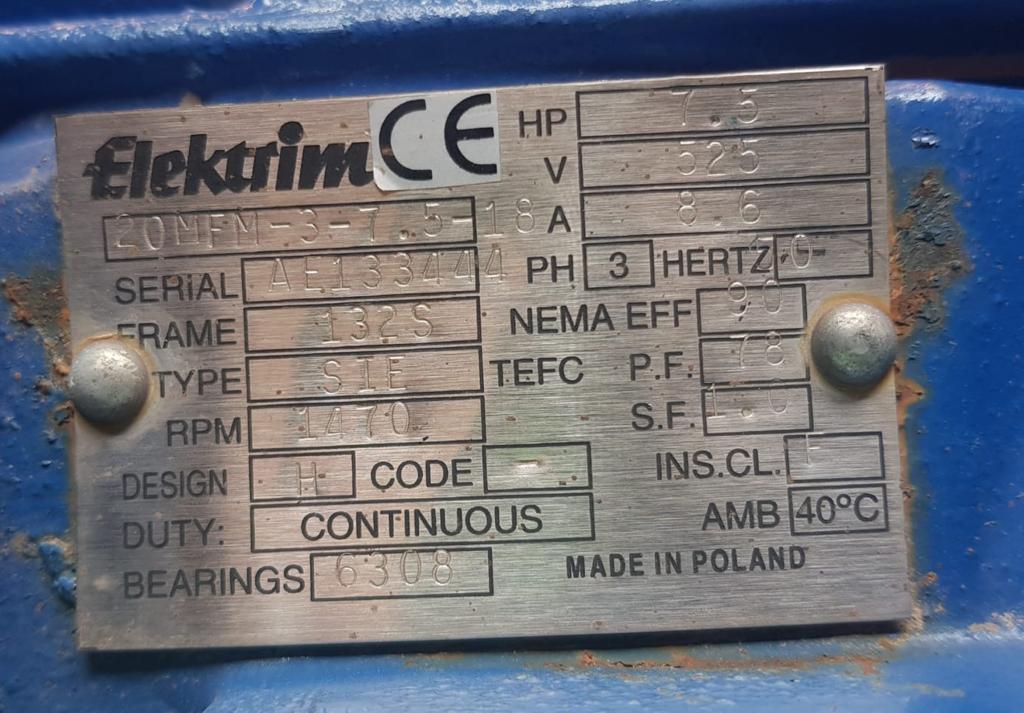 Elektrim CE
HP 7.5
V 525
20MFM-3-7.5-18
A 8.6
SERIAL AE133444
PH 3 HERTZ
FRAME 132S
NEMA EFF 90
TYPE SIE TEFC P.F. 78
RPM 1470
S.F. 1.0
DESIGN H CODE -
INS.CL. F
DUTY: CONTINUOUS
AMB 40°C
BEARINGS 6308
MADE IN POLAND